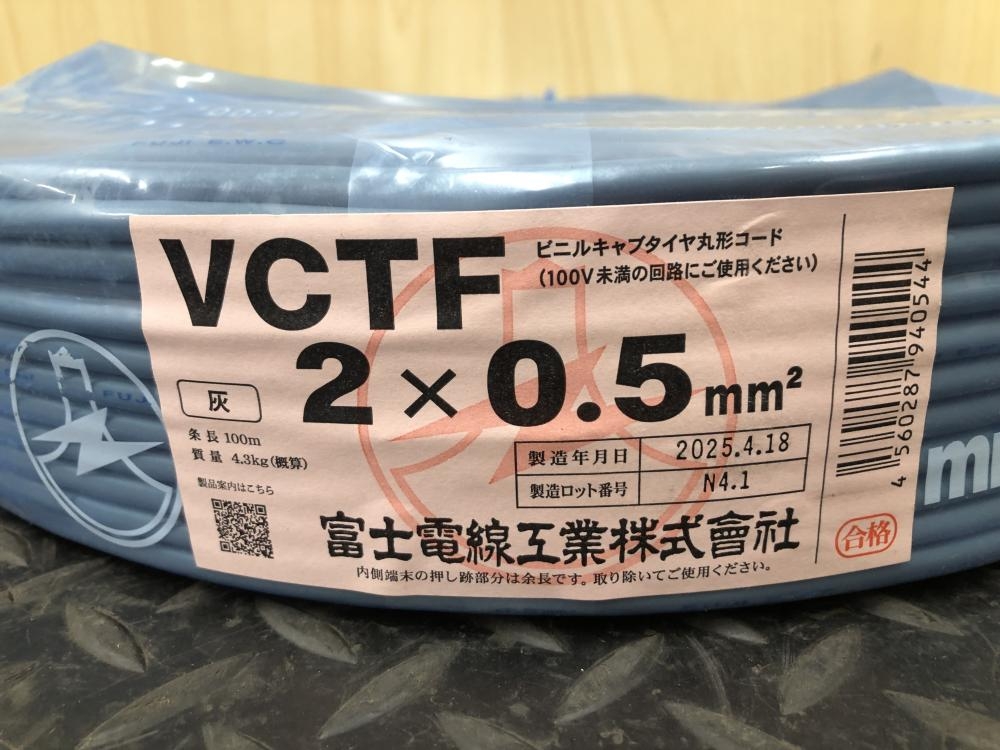 FUJI E.W.C
VCTF
ビニルキャブタイヤ丸形コード
(100V未満の回路にご使用ください)
2×0.5mm²
灰
条長 100m
質量 4.3kg(概算)
製造年月日 2025.4.18
製造ロット番号 N4.1
製品案内はこちら
富士電線工業株式會社
内側端末の押し跡部分は余長です。取り除いてご使用ください。
4 560287 940544
合格
FUJI